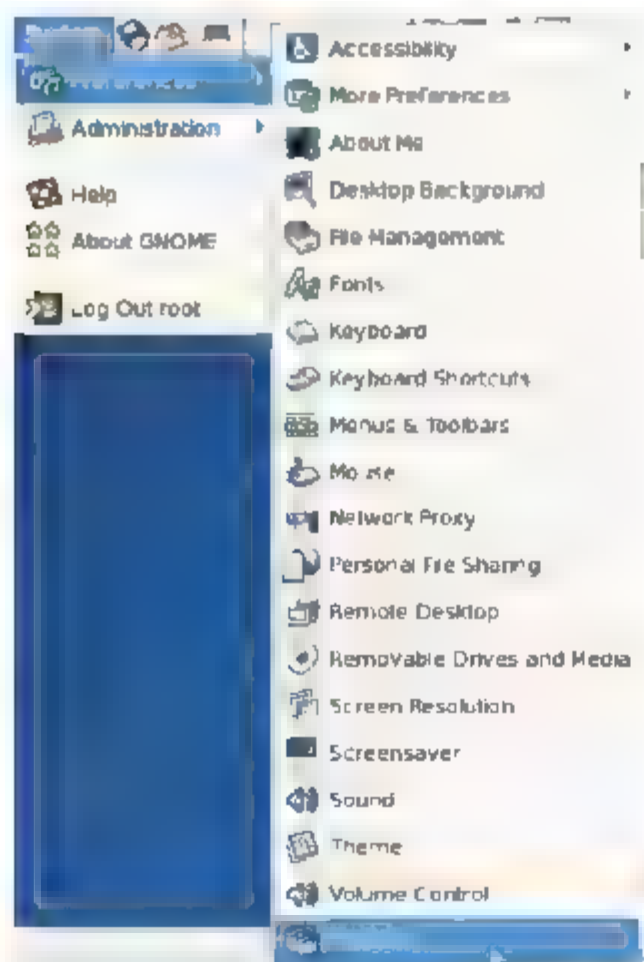 Preferences
Administration
Help
About GNOME
Log Out root
Accessibility
More Preferences
About Me
Desktop Background
File Management
Fonts
Keyboard
Keyboard Shortcuts
Menus & Toolbars
Mouse
Network Proxy
Personal File Sharing
Remote Desktop
Removable Drives and Media
Screen Resolution
Screensaver
Sound
Theme
Volume Control